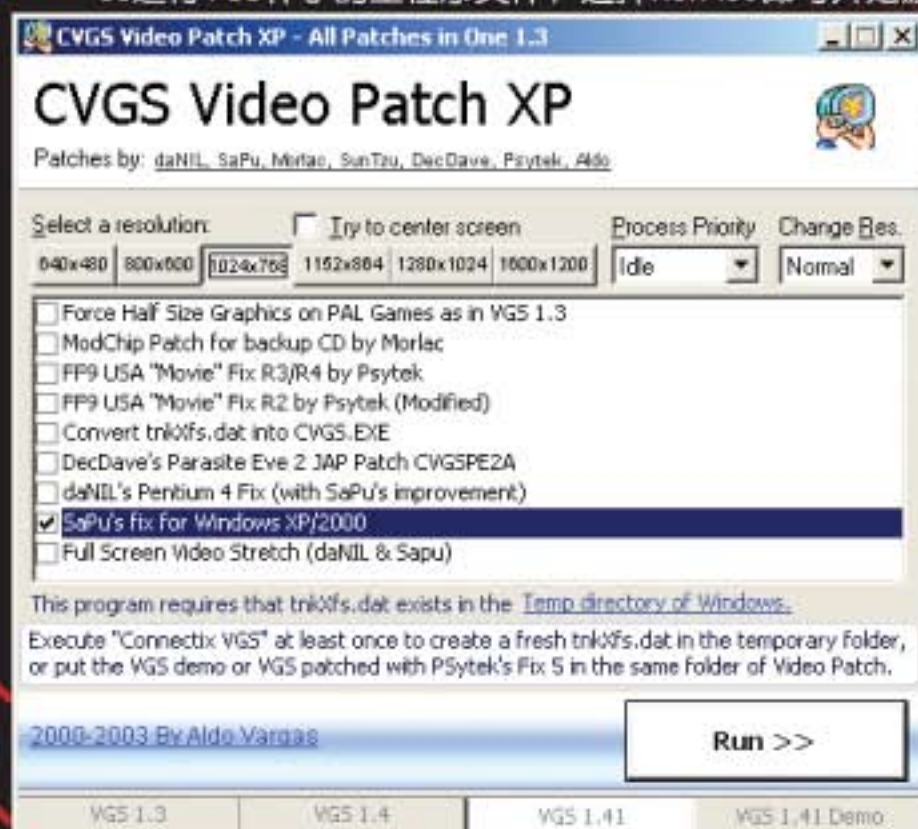 CVGS Video Patch XP - All Patches in One 1.3
CVGS Video Patch XP
Patches by: daNIL, SaPu, Morlac, SunTzu, DecDave, Psytek, Aldo
Select a resolution: Try to center screen Process Priority Change Res.
640x480 800x600 1024x768 1152x864 1280x1024 1600x1200 Idle Normal
Force Half Size Graphics on PAL Games as in VGS 1.3
ModChip Patch for backup CD by Morlac
FF9 USA "Movie" Fix R3/R4 by Psytek
FF9 USA "Movie" Fix R2 by Psytek (Modified)
Convert tnkXfs.dat into CVGS.EXE
DecDave's Parasite Eve 2 JAP Patch CVGSPE2A
daNIL's Pentium 4 Fix (with SaPu's improvement)
SaPu's fix for Windows XP/2000
Full Screen Video Stretch (daNIL & Sapu)
This program requires that tnkXfs.dat exists in the Temp directory of Windows.
Execute "Connectix VGS" at least once to create a fresh tnkXfs.dat in the temporary folder,
or put the VGS demo or VGS patched with PSytek's Fix 5 in the same folder of Video Patch.
2000-2003 By Aldo Vargas
Run >>
VGS 1.3 VGS 1.4 VGS 1.41 VGS 1.41 Demo